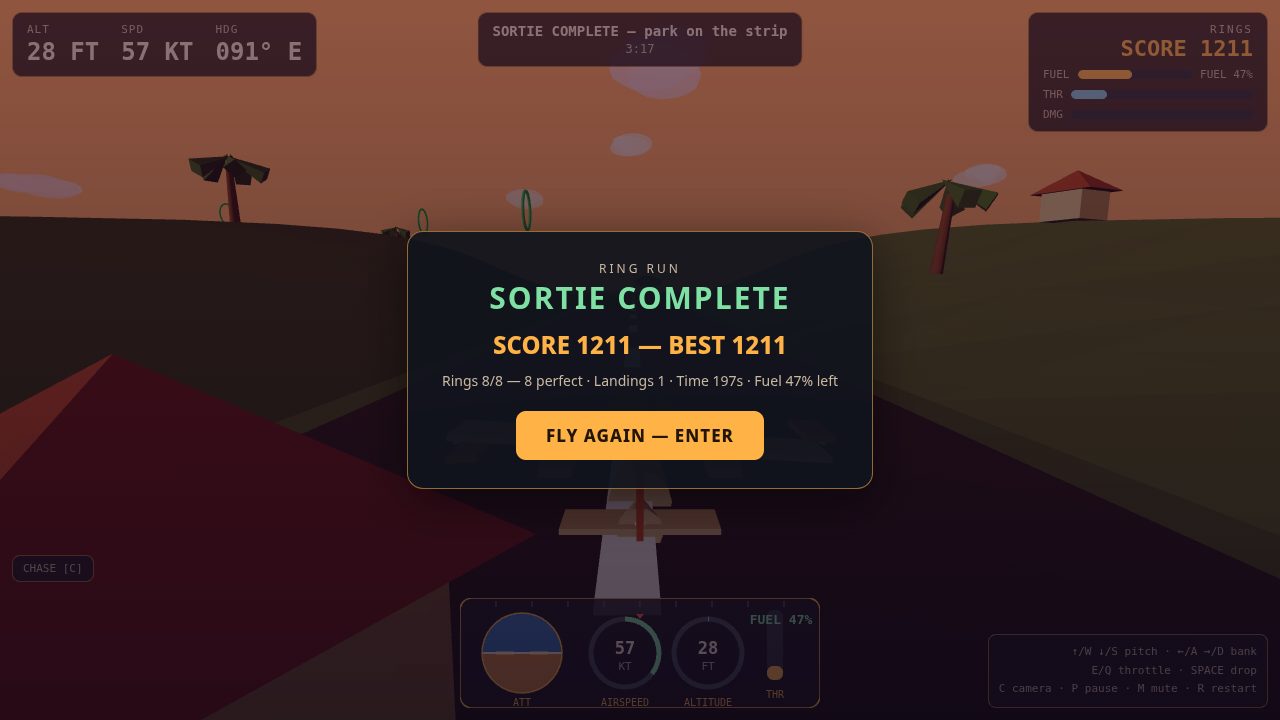 ALT SPD HDG
28 FT 57 KT 091° E
SORTIE COMPLETE — park on the strip
3:17
RINGS
SCORE 1211
FUEL FUEL 47%
THR
DMG
RING RUN
SORTIE COMPLETE
SCORE 1211 — BEST 1211
Rings 8/8 — 8 perfect · Landings 1 · Time 197s · Fuel 47% left
FLY AGAIN — ENTER
CHASE [C]
FUEL 47%
57
KT
28
FT
ATT AIRSPEED ALTITUDE THR
↑/W ↓/S pitch · ←/A →/D bank
E/Q throttle · SPACE drop
C camera · P pause · M mute · R restart